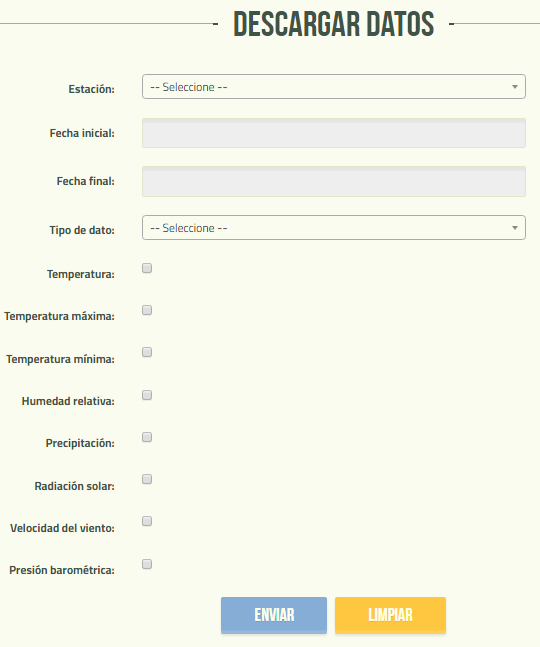 DESCARGAR DATOS
Estación: -- Seleccione --
Fecha inicial:
Fecha final:
Tipo de dato: -- Seleccione --
Temperatura:
Temperatura máxima:
Temperatura mínima:
Humedad relativa:
Precipitación:
Radiación solar:
Velocidad del viento:
Presión barométrica:
ENVIAR LIMPIAR